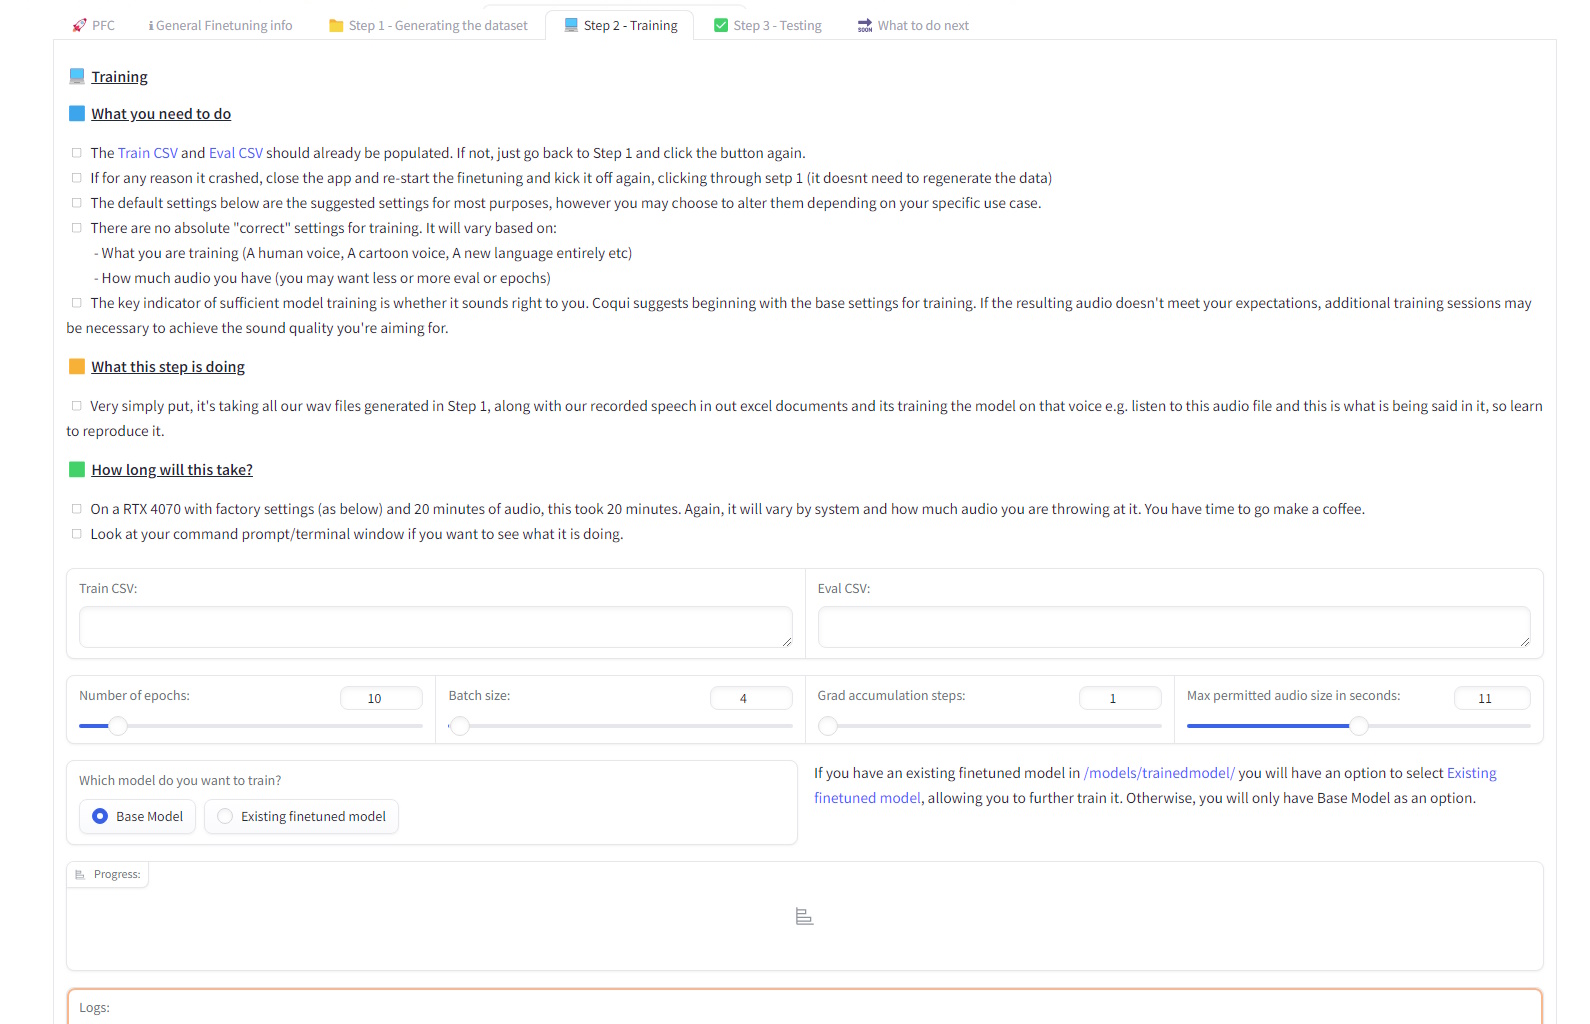 PFC
General Finetuning info
Step 1 - Generating the dataset
Step 2 - Training
Step 3 - Testing
SOON What to do next
Training
What you need to do
The Train CSV and Eval CSV should already be populated. If not, just go back to Step 1 and click the button again.
If for any reason it crashed, close the app and re-start the finetuning and kick it off again, clicking through setp 1 (it doesnt need to regenerate the data)
The default settings below are the suggested settings for most purposes, however you may choose to alter them depending on your specific use case.
There are no absolute "correct" settings for training. It will vary based on:
- What you are training (A human voice, A cartoon voice, A new language entirely etc)
- How much audio you have (you may want less or more eval or epochs)
The key indicator of sufficient model training is whether it sounds right to you. Coqui suggests beginning with the base settings for training. If the resulting audio doesn't meet your expectations, additional training sessions may
be necessary to achieve the sound quality you're aiming for.
What this step is doing
Very simply put, it's taking all our wav files generated in Step 1, along with our recorded speech in out excel documents and its training the model on that voice e.g. listen to this audio file and this is what is being said in it, so learn
to reproduce it.
How long will this take?
On a RTX 4070 with factory settings (as below) and 20 minutes of audio, this took 20 minutes. Again, it will vary by system and how much audio you are throwing at it. You have time to go make a coffee.
Look at your command prompt/terminal window if you want to see what it is doing.
Train CSV:
Eval CSV:
Number of epochs: 10
Batch size: 4
Grad accumulation steps: 1
Max permitted audio size in seconds: 11
Which model do you want to train?
Base Model
Existing finetuned model
If you have an existing finetuned model in /models/trainedmodel/ you will have an option to select Existing
finetuned model, allowing you to further train it. Otherwise, you will only have Base Model as an option.
Progress:
Logs: